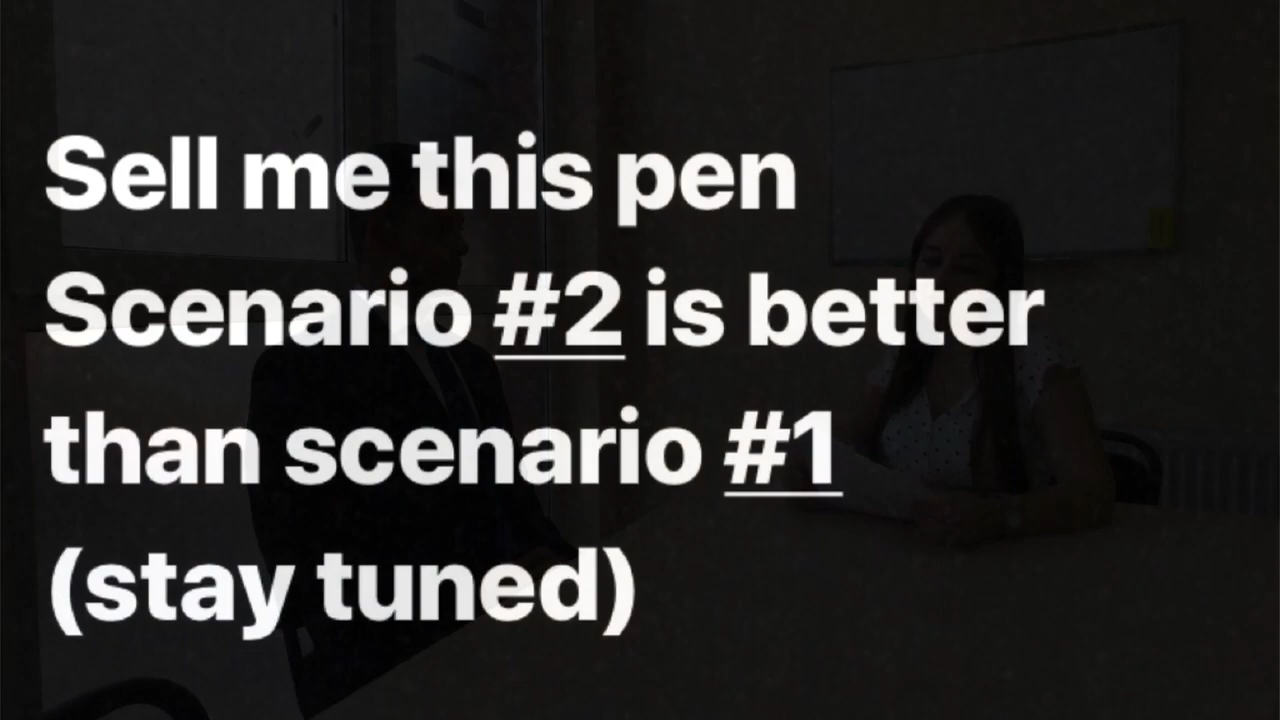 Sell me this pen
Scenario #2 is better
than scenario #1
(stay tuned)